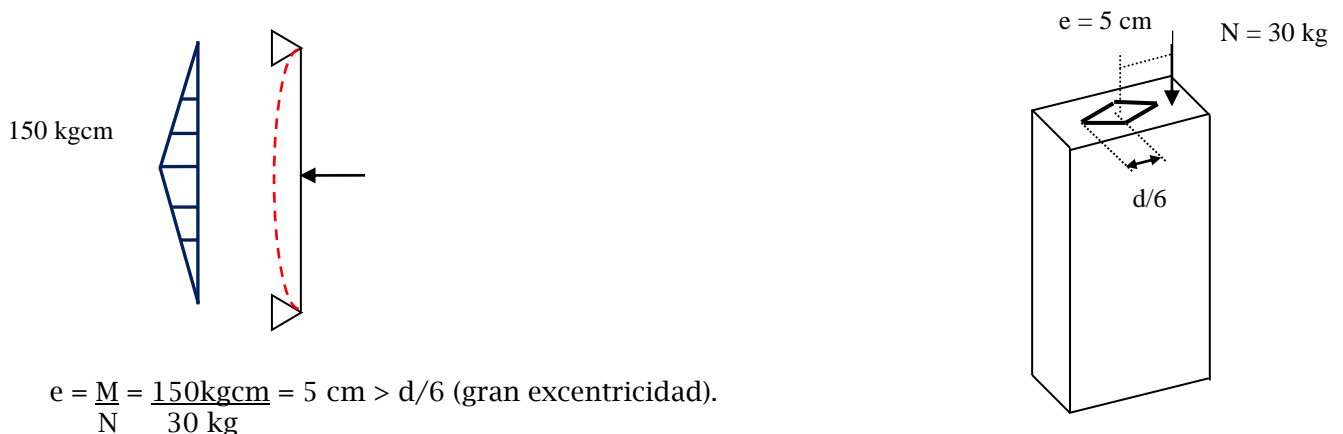 e = 5 cm
N = 30 kg
150 kgcm
d/6
e = M = 150kgcm = 5 cm > d/6 (gran excentricidad).
N 30 kg